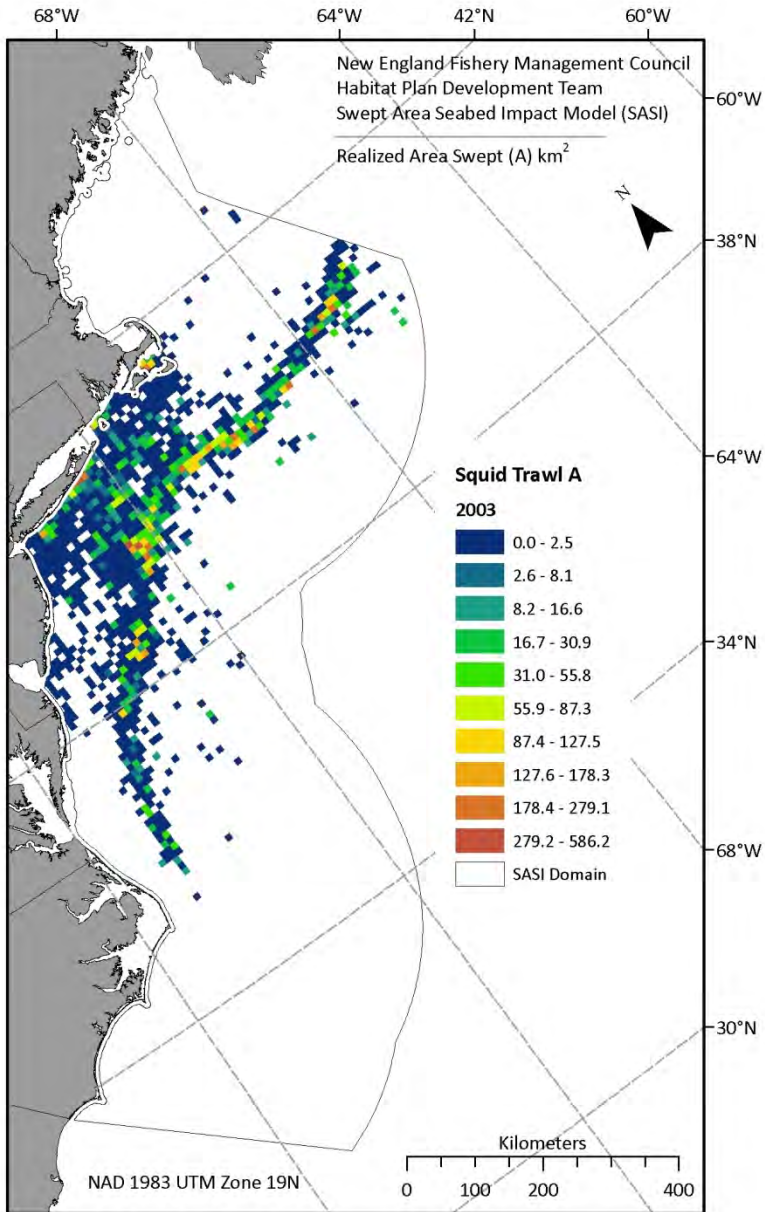 68°W 64°W 42°N 60°W
New England Fishery Management Council
Habitat Plan Development Team
Swept Area Seabed Impact Model (SASI)
Realized Area Swept (A) km²
60°W
N
38°N
64°W
Squid Trawl A
2003
0.0 - 2.5
2.6 - 8.1
8.2 - 16.6
16.7 - 30.9
31.0 - 55.8
55.9 - 87.3
87.4 - 127.5
127.6 - 178.3
178.4 - 279.1
279.2 - 586.2
SASI Domain
34°N
68°W
30°N
Kilometers
0 100 200 300 400
NAD 1983 UTM Zone 19N